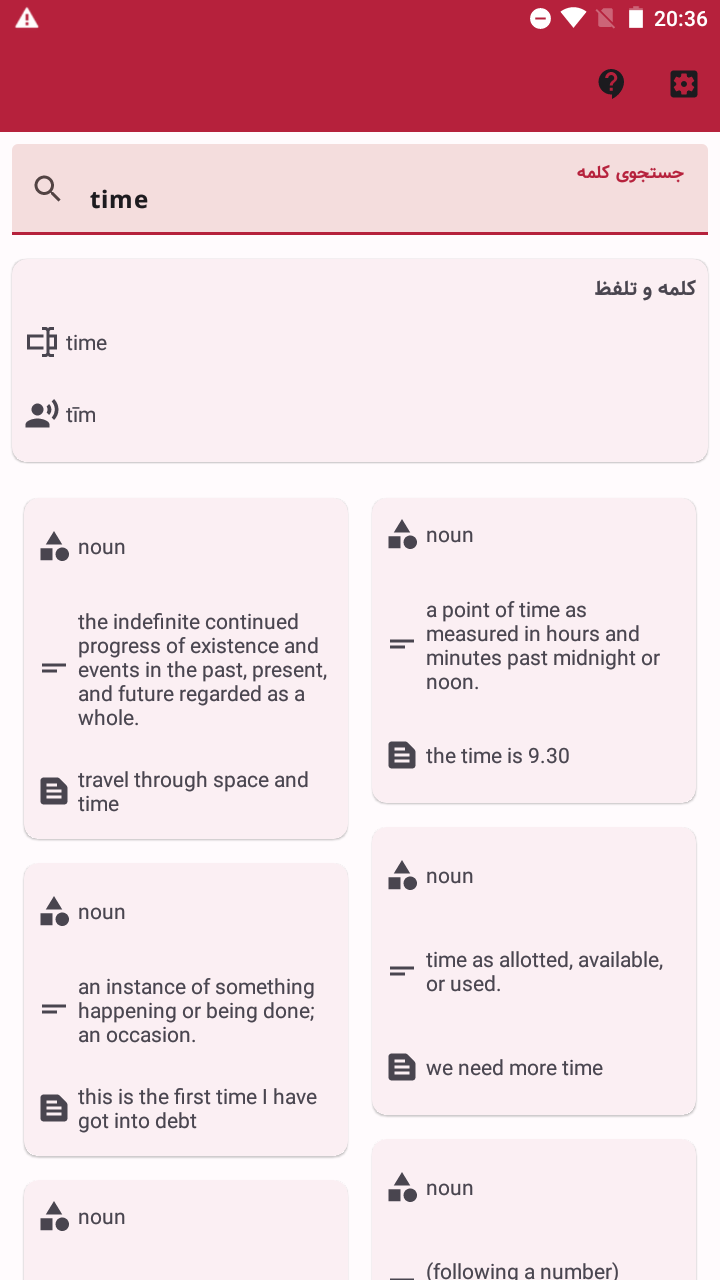 20:36
جستجوی کلمه
time
کلمه و تلفظ
time
tīm
noun
the indefinite continued
progress of existence and
events in the past, present,
and future regarded as a
whole.
travel through space and
time
noun
a point of time as
measured in hours and
minutes past midnight or
noon.
the time is 9.30
noun
an instance of something
happening or being done;
an occasion.
this is the first time I have
got into debt
noun
time as allotted, available,
or used.
we need more time
noun
noun
(following a number)